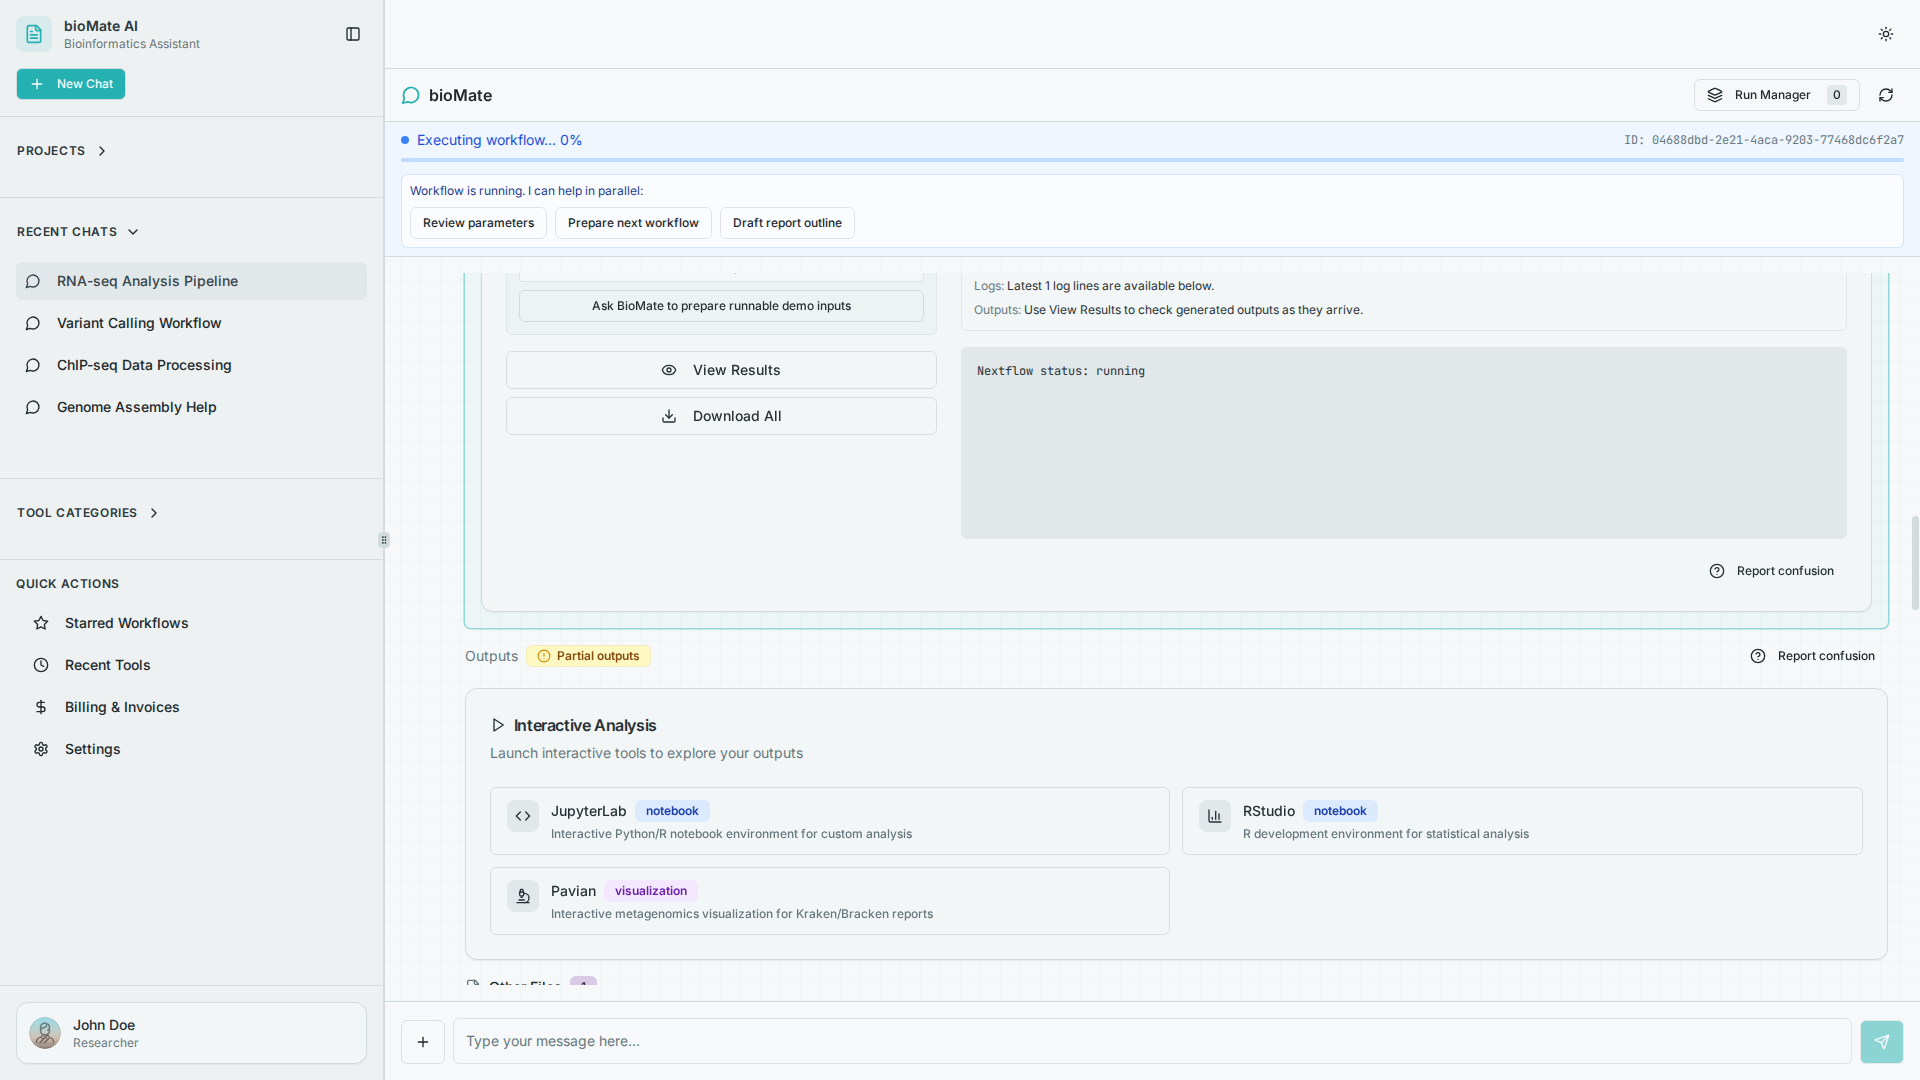 bioMate AI
Bioinformatics Assistant
New Chat
PROJECTS
RECENT CHATS
RNA-seq Analysis Pipeline
Variant Calling Workflow
ChIP-seq Data Processing
Genome Assembly Help
TOOL CATEGORIES
QUICK ACTIONS
Starred Workflows
Recent Tools
Billing & Invoices
Settings
John Doe
Researcher
bioMate
Run Manager 0
Executing workflow... 0%
ID: 04688dbd-2e21-4aca-9203-77468dc6f2a7
Workflow is running. I can help in parallel:
Review parameters
Prepare next workflow
Draft report outline
Ask BioMate to prepare runnable demo inputs
View Results
Download All
Logs: Latest 1 log lines are available below.
Outputs: Use View Results to check generated outputs as they arrive.
Nextflow status: running
Report confusion
Outputs
Partial outputs
Report confusion
Interactive Analysis
Launch interactive tools to explore your outputs
JupyterLab notebook
Interactive Python/R notebook environment for custom analysis
RStudio notebook
R development environment for statistical analysis
Pavian visualization
Interactive metagenomics visualization for Kraken/Bracken reports
Other Files 1
Type your message here...